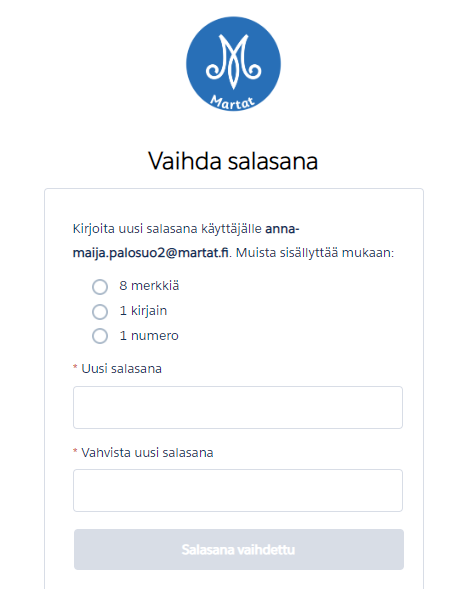 Martat
Vaihda salasana
Kirjoita uusi salasana käyttäjälle anna-
maija.palosuo2@martat.fi. Muista sisällyttää mukaan:
8 merkkiä
1 kirjain
1 numero
* Uusi salasana
* Vahvista uusi salasana
Salasana vaihdettu